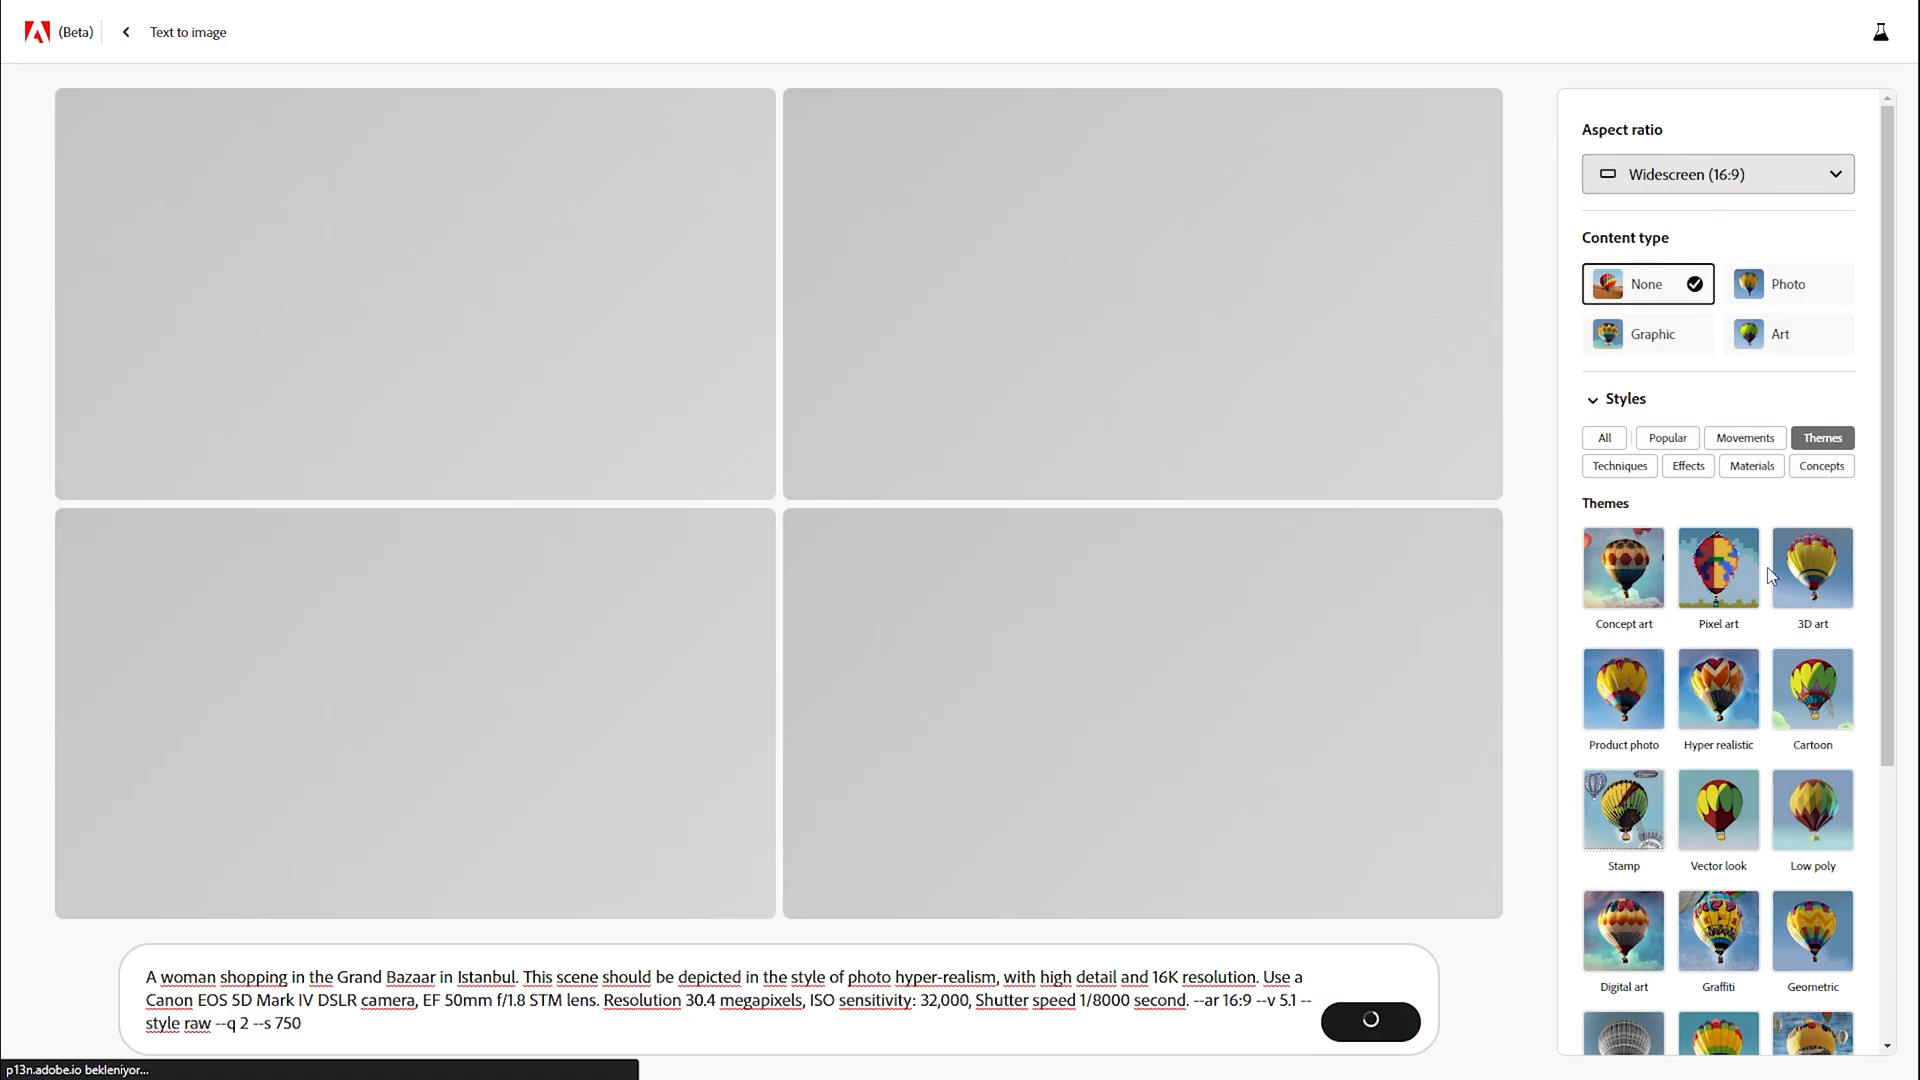 (Beta)
Text to image
Aspect ratio
Widescreen (16:9)
Content type
None
Photo
Graphic
Art
Styles
All
Popular
Movements
Themes
Techniques
Effects
Materials
Concepts
Themes
Concept art
Pixel art
3D art
Product photo
Hyper realistic
Cartoon
Stamp
Vector look
Low poly
Digital art
Graffiti
Geometric
A woman shopping in the Grand Bazaar in Istanbul. This scene should be depicted in the style of photo hyper-realism, with high detail and 16K resolution. Use a
Canon EOS 5D Mark IV DSLR camera, EF 50mm f/1.8 STM lens. Resolution 30.4 megapixels, ISO sensitivity: 32,000, Shutter speed 1/8000 second. --ar 16:9 --v 5.1 --
style raw --q 2 --s 750
p13n.adobe.io bekleniyor...